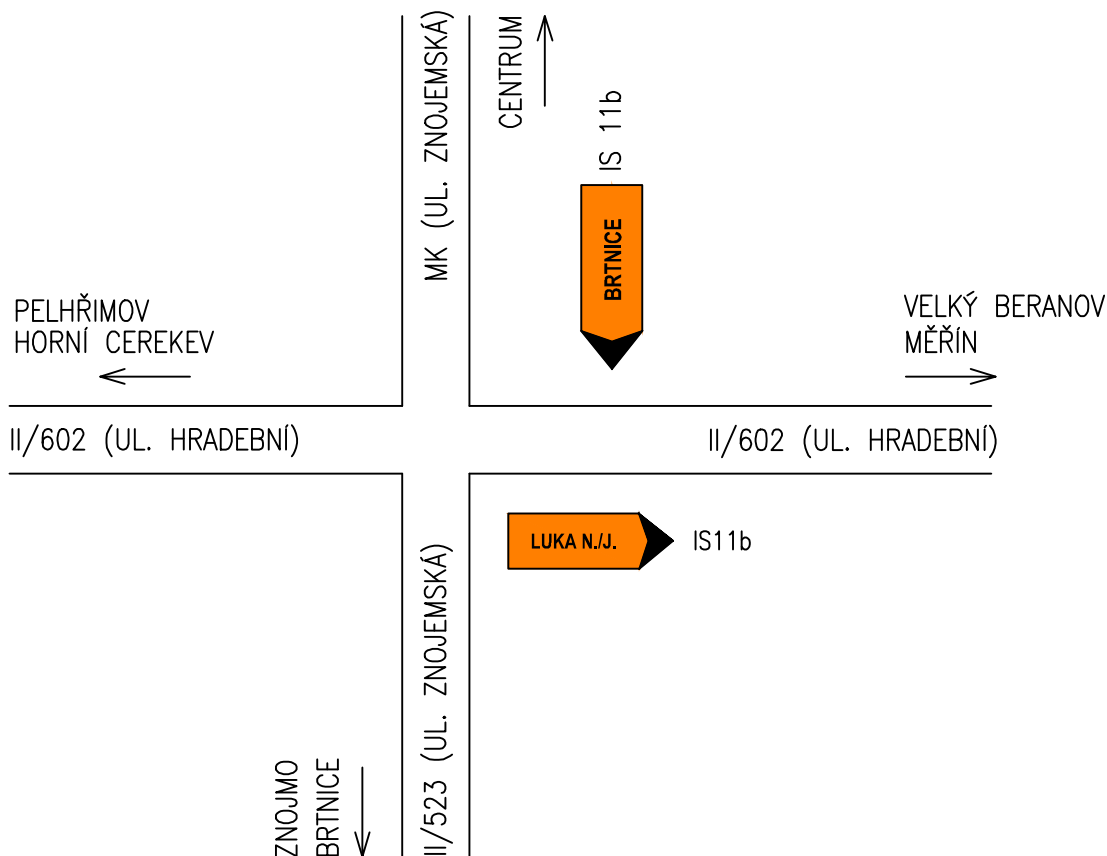 MK (UL. ZNOJEMSKÁ)
CENTRUM
IS 11b
BRTNICE
PELHŘIMOV
HORNÍ CEREKEV
VELKÝ BERANOV
MĚŘÍN
II/602 (UL. HRADEBNÍ)
II/602 (UL. HRADEBNÍ)
LUKA N./J.
IS11b
II/523 (UL. ZNOJEMSKÁ)
ZNOJMO
BRTNICE